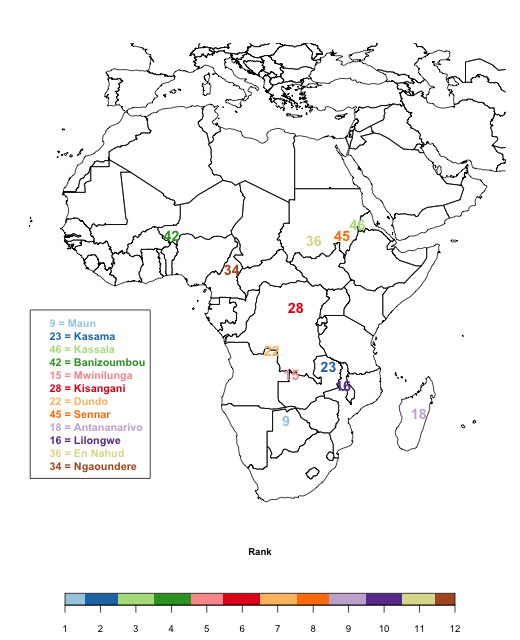 46
42
45
36
34
28
22
23
15
16
18
9
9 = Maun
23 = Kasama
46 = Kassala
42 = Banizoumbou
15 = Mwinilunga
28 = Kisangani
22 = Dundo
45 = Sennar
18 = Antananarivo
16 = Lilongwe
36 = En Nahud
34 = Ngaoundere
Rank
1 2 3 4 5 6 7 8 9 10 11 12